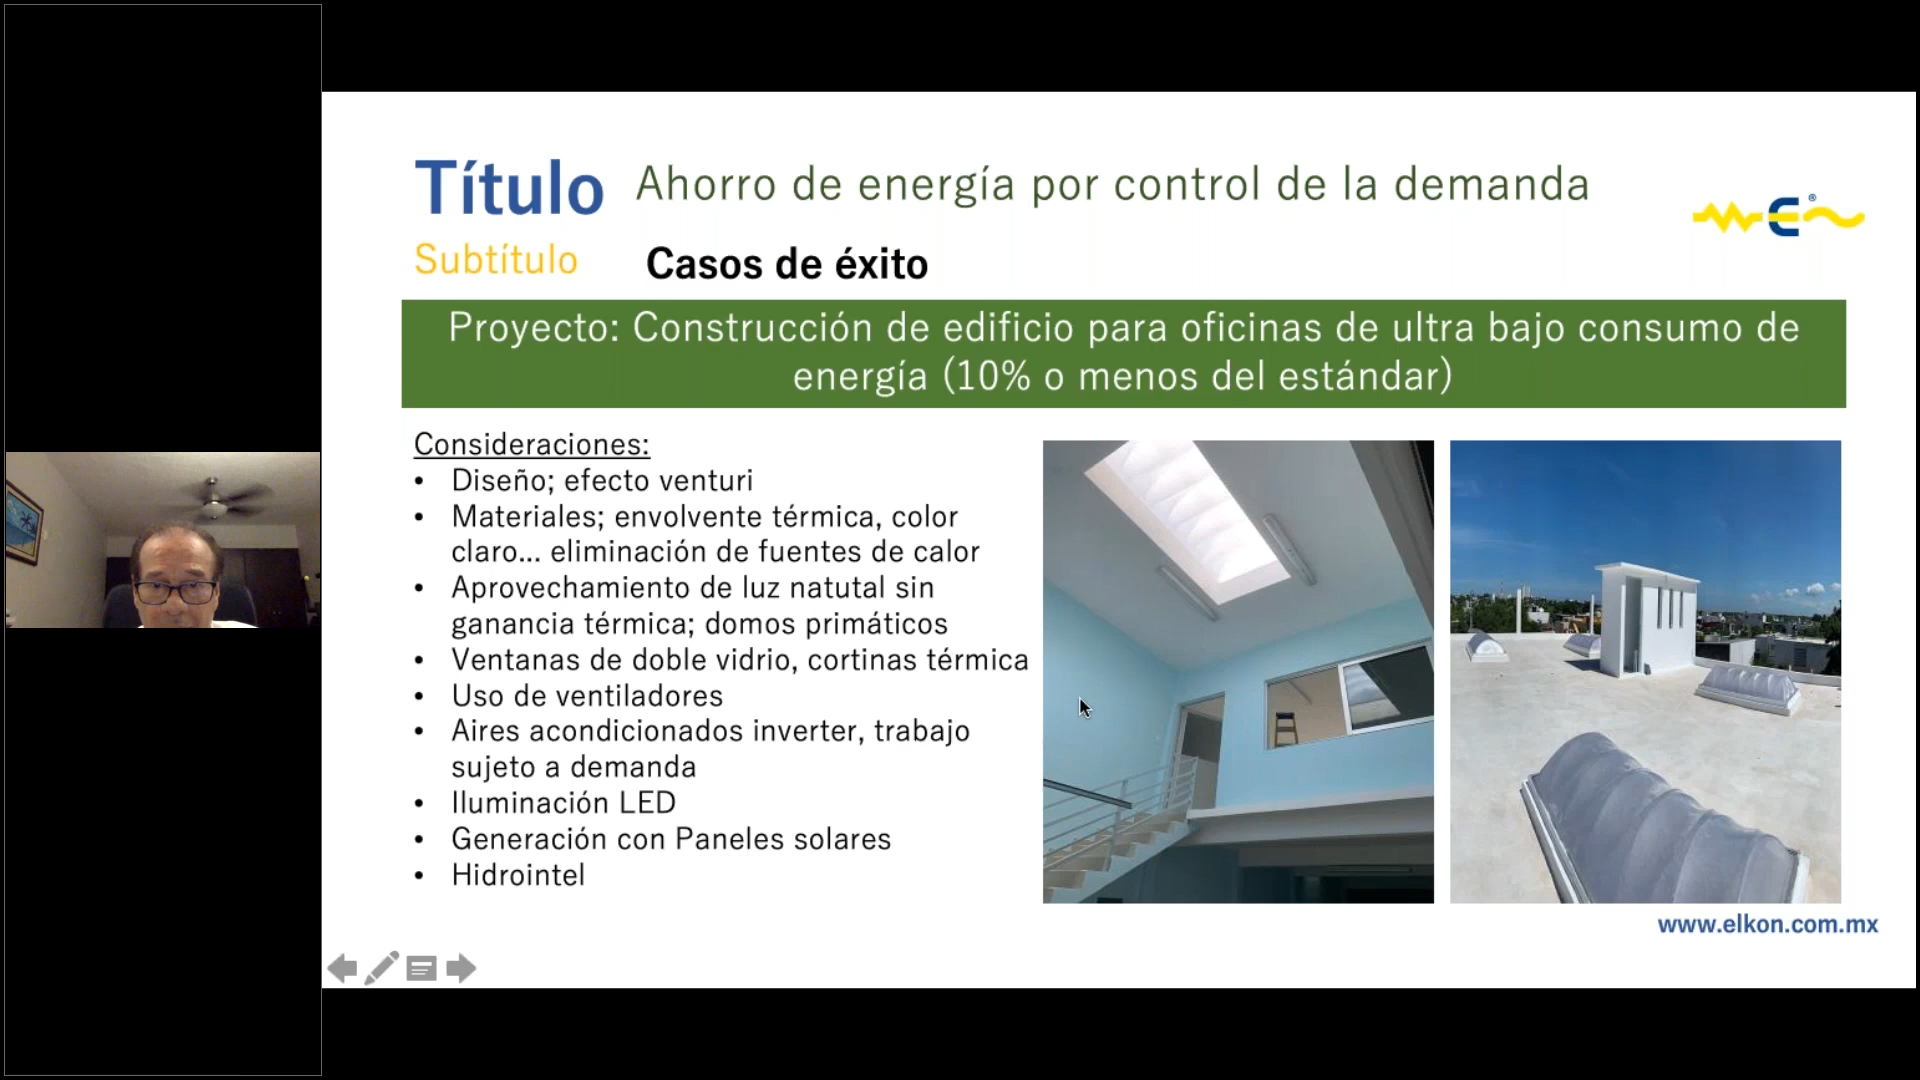 Título Ahorro de energía por control de la demanda
Subtítulo Casos de éxito
Proyecto: Construcción de edificio para oficinas de ultra bajo consumo de
energía (10% o menos del estándar)
Consideraciones:
• Diseño; efecto venturi
• Materiales; envolvente térmica, color
claro... eliminación de fuentes de calor
• Aprovechamiento de luz natutal sin
ganancia térmica; domos primáticos
• Ventanas de doble vidrio, cortinas térmica
• Uso de ventiladores
• Aires acondicionados inverter, trabajo
sujeto a demanda
• Iluminación LED
• Generación con Paneles solares
• Hidrointel
www.elkon.com.mx